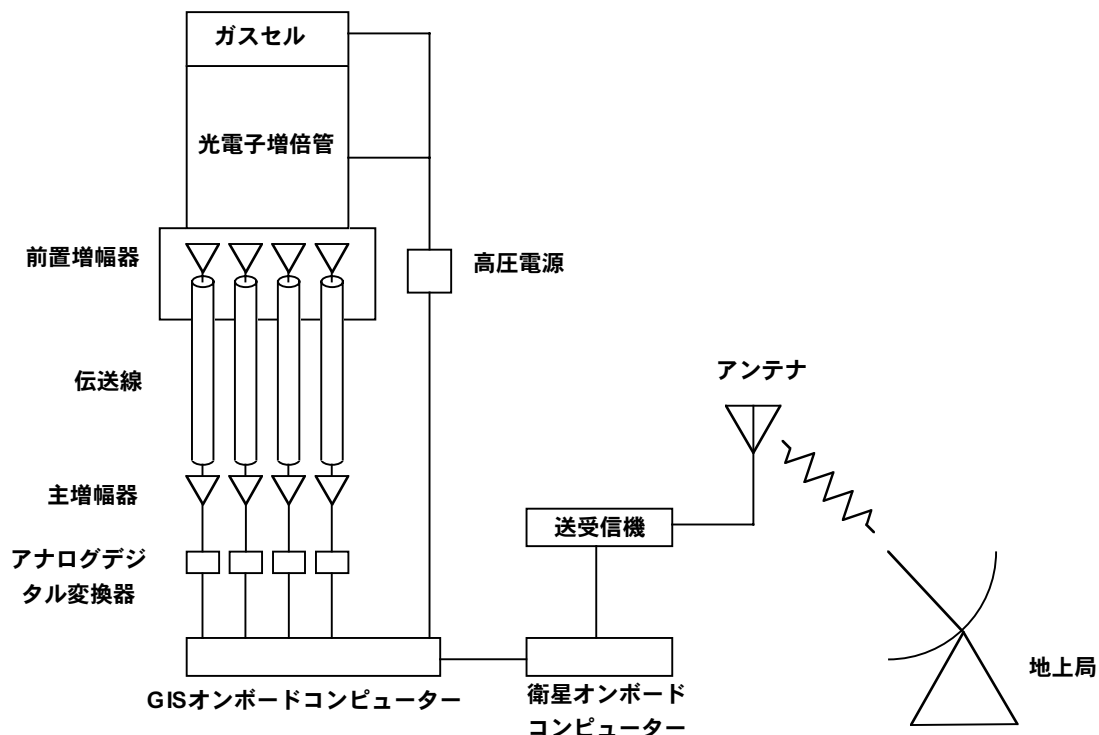 ガスセル
光電子増倍管
前置増幅器
高圧電源
伝送線
アンテナ
主増幅器
送受信機
アナログデジ
タル変換器
地上局
GISオンボードコンピューター
衛星オンボード
コンピューター